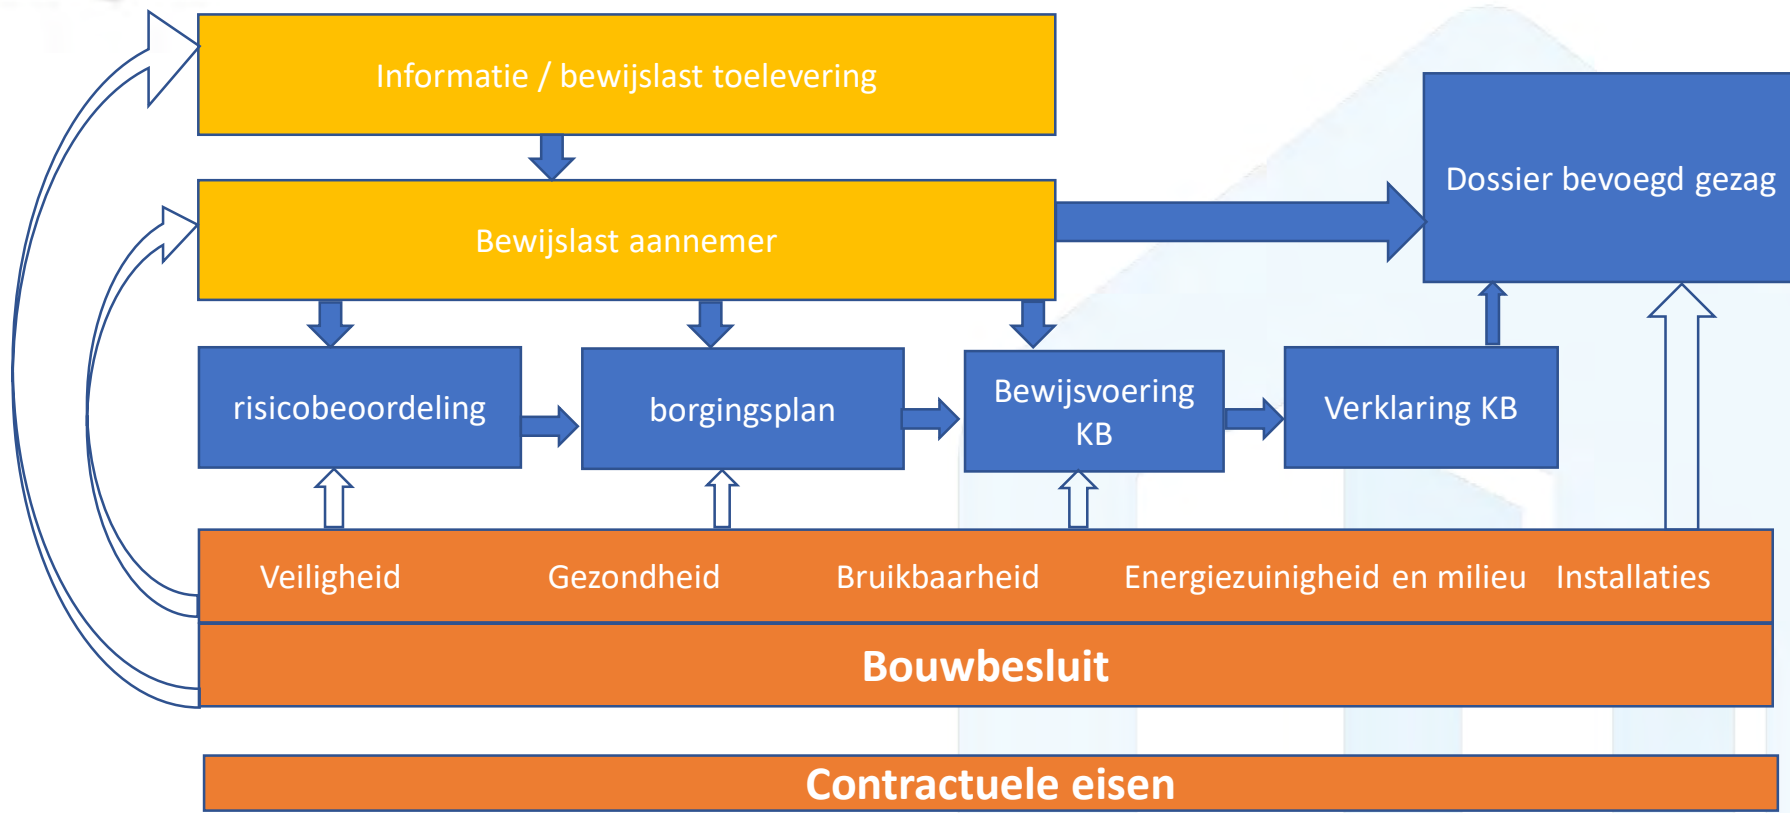 Informatie / bewijslast toelevering
Dossier bevoegd gezag
Bewijslast aannemer
risicobeoordeling
borgingsplan
Bewijsvoering
KB
Verklaring KB
Veiligheid
Gezondheid
Bruikbaarheid
Energiezuinigheid en milieu
Installaties
Bouwbesluit
Contractuele eisen